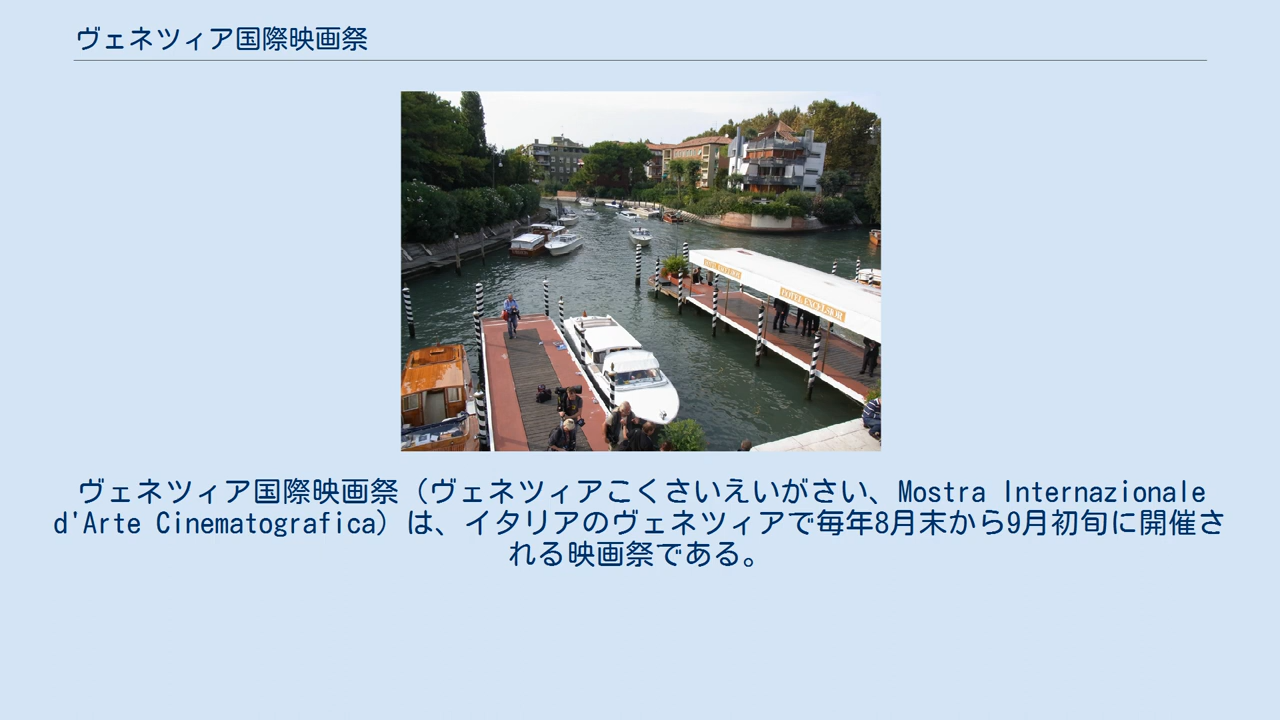 ヴェネツィア国際映画祭
HOTEL EXCELSIOR
HOTEL EXCELSIOR
ヴェネツィア国際映画祭（ヴェネツィアこくさいえいがさい、Mostra Internazionale
d'Arte Cinematografica）は、イタリアのヴェネツィアで毎年8月末から9月初旬に開催さ
れる映画祭である。